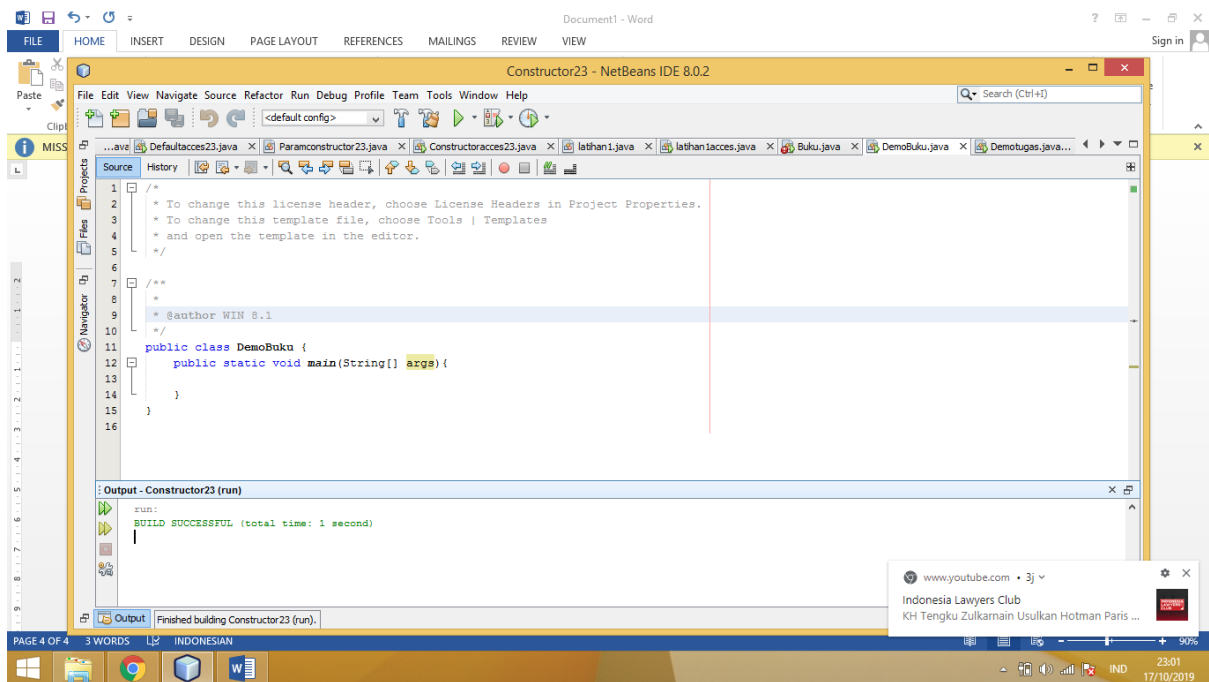 Document1 - Word
FILE HOME INSERT DESIGN PAGE LAYOUT REFERENCES MAILINGS REVIEW VIEW Sign in
Paste
Clip
MISS
Constructor23 - NetBeans IDE 8.0.2
File Edit View Navigate Source Refactor Run Debug Profile Team Tools Window Help Search (Ctrl+I)
<default config>
...ava Defaultacces23.java Paramconstructor23.java Constructoracces23.java latihan1.java latihan1acces.java Buku.java DemoBuku.java Demotugas.java...
Source History
Projects
Files
Navigator
1 /*
2 * To change this license header, choose License Headers in Project Properties.
3 * To change this template file, choose Tools | Templates
4 * and open the template in the editor.
5 */
6
7 /**
8 *
9 * @author WIN 8.1
10 */
11 public class DemoBuku {
12 public static void main(String[] args){
13
14 }
15 }
16
Output - Constructor23 (run)
run:
BUILD SUCCESSFUL (total time: 1 second)
Output Finished building Constructor23 (run).
www.youtube.com • 3j
Indonesia Lawyers Club
KH Tengku Zulkarnain Usulkan Hotman Paris ...
PAGE 4 OF 4 3 WORDS INDONESIAN 90%
IND
23:01
17/10/2019